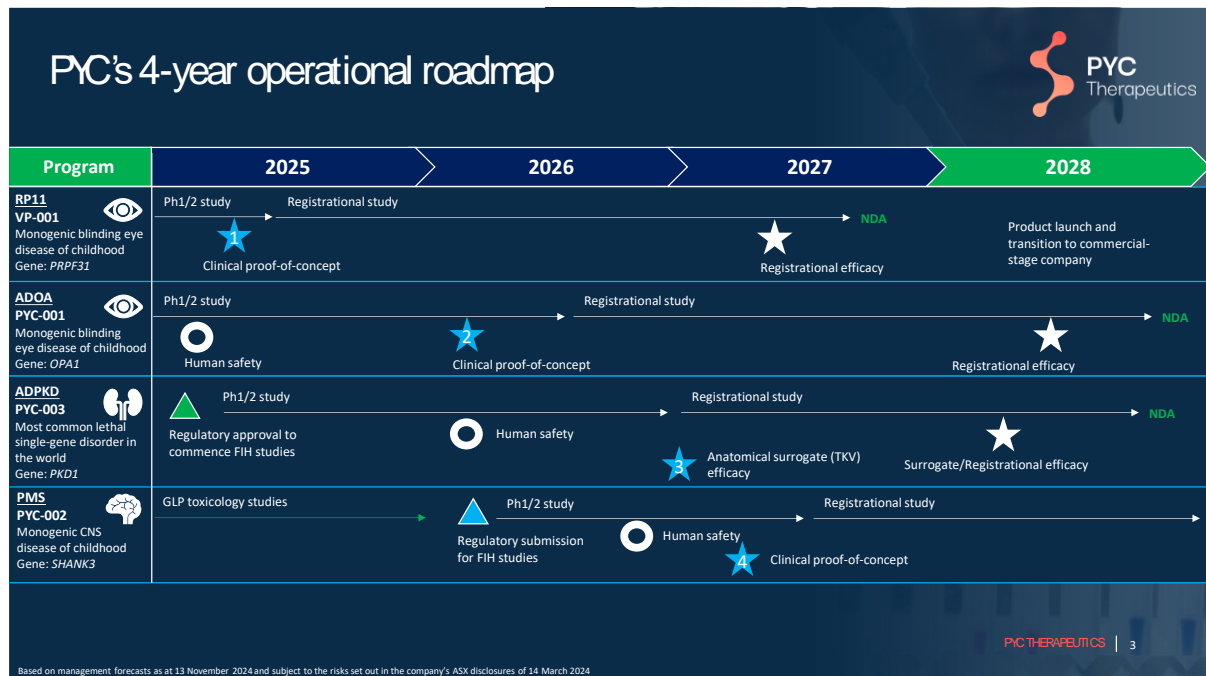 PYC's 4-year operational roadmap
PYC
Therapeutics
Program
2025
2026
2027
2028
RP11
VP-001
Monogenic blinding eye
disease of childhood
Gene: PRPF31
Ph1/2 study
Registrational study
NDA
1
Clinical proof-of-concept
Registrational efficacy
Product launch and
transition to commercial-
stage company
ADOA
PYC-001
Monogenic blinding
eye disease of childhood
Gene: OPA1
Ph1/2 study
Registrational study
NDA
Human safety
2
Clinical proof-of-concept
Registrational efficacy
ADPKD
PYC-003
Most common lethal
single-gene disorder in
the world
Gene: PKD1
Ph1/2 study
Registrational study
NDA
Regulatory approval to
commence FIH studies
Human safety
3
Anatomical surrogate (TKV)
efficacy
Surrogate/Registrational efficacy
PMS
PYC-002
Monogenic CNS
disease of childhood
Gene: SHANK3
GLP toxicology studies
Ph1/2 study
Registrational study
Regulatory submission
for FIH studies
Human safety
4
Clinical proof-of-concept
PYC THERAPEUTICS | 3
Based on management forecasts as at 13 November 2024 and subject to the risks set out in the company's ASX disclosures of 14 March 2024